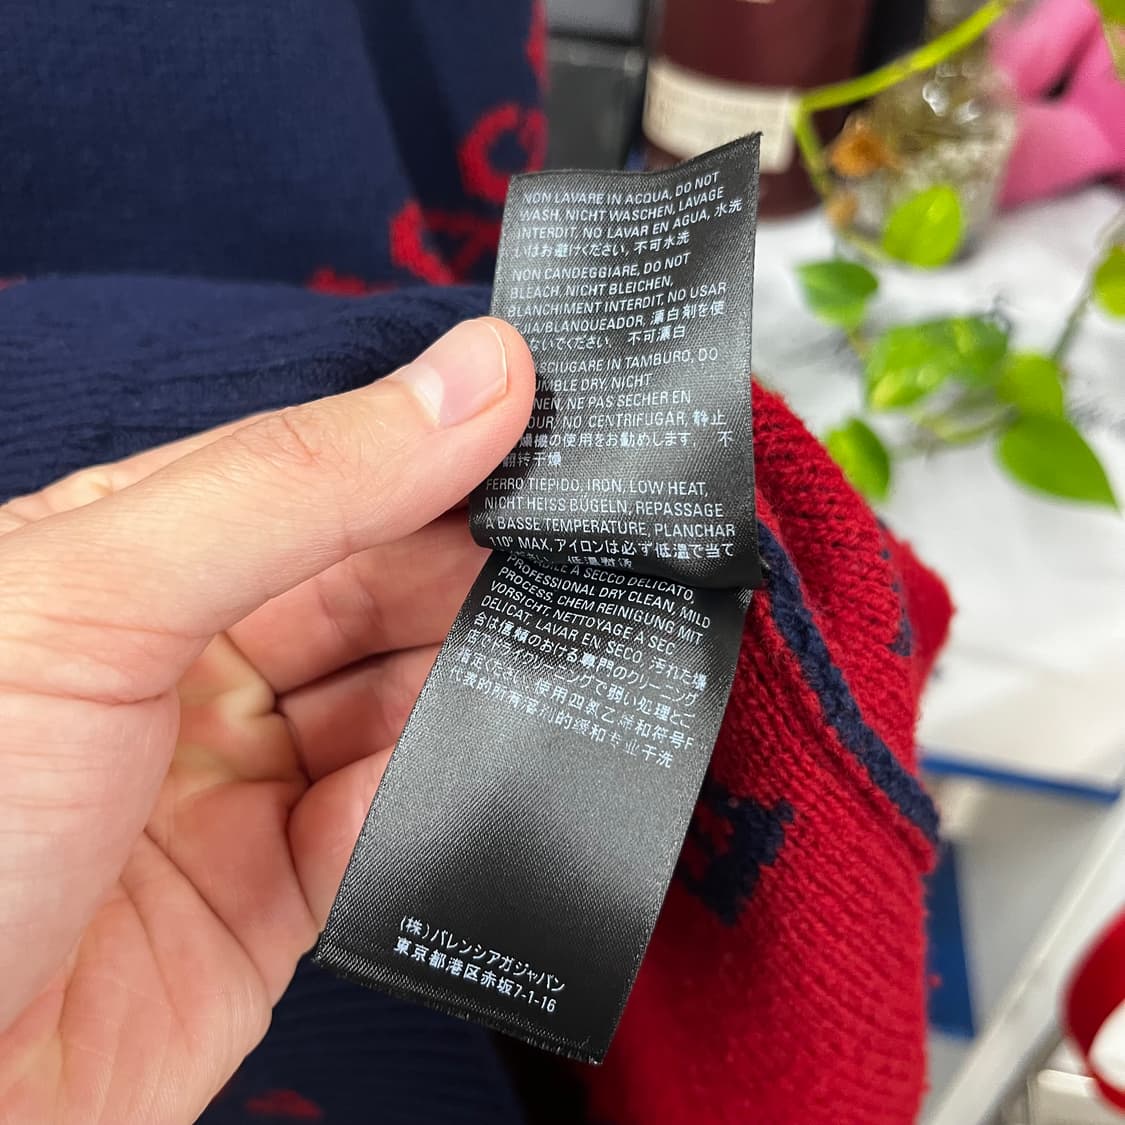 NON LAVARE IN ACQUA, DO NOT
WASH, NICHT WASCHEN, LAVAGE
INTERDIT, NO LAVAR EN AGUA, 水洗
いはお避けください, 不可水洗
NON CANDEGGIARE, DO NOT
BLEACH, NICHT BLEICHEN,
BLANCHIMENT INTERDIT, NO USAR
/BLANQUEADOR, 漂白剤を使
ないでください 不可漂白
IN TAMBURO, DO
DRY, NICHT
NE PAS SECHER EN
NO CENTRIFUGAR, 静止
燥機の使用をお勧めします 不
翻转干燥
FERRO TIEPIDO, IRON, LOW HEAT,
NICHT HEISS BÜGELN, REPASSAGE
A BASSE TEMPERATURE, PLANCHAR
110° MAX, アイロンは必ず低温で当て
A SECCO DELICATO,
PROFESSIONAL DRY CLEAN, MILD
PROCESS, CHEM REINIGUNG MIT
VORSICHT, NETTOYAGE A SEC
DELICAT, LAVAR EN SECO, 汚れた場
合は信頼のおける専門のクリーニング
店でドライクリーニングで弱い処理とご
指定ください 使用四氯乙烯和符号F
代表的所有溶剂的缓和专业干洗
(株)バレンシアガジャパン
東京都港区赤坂7-1-16